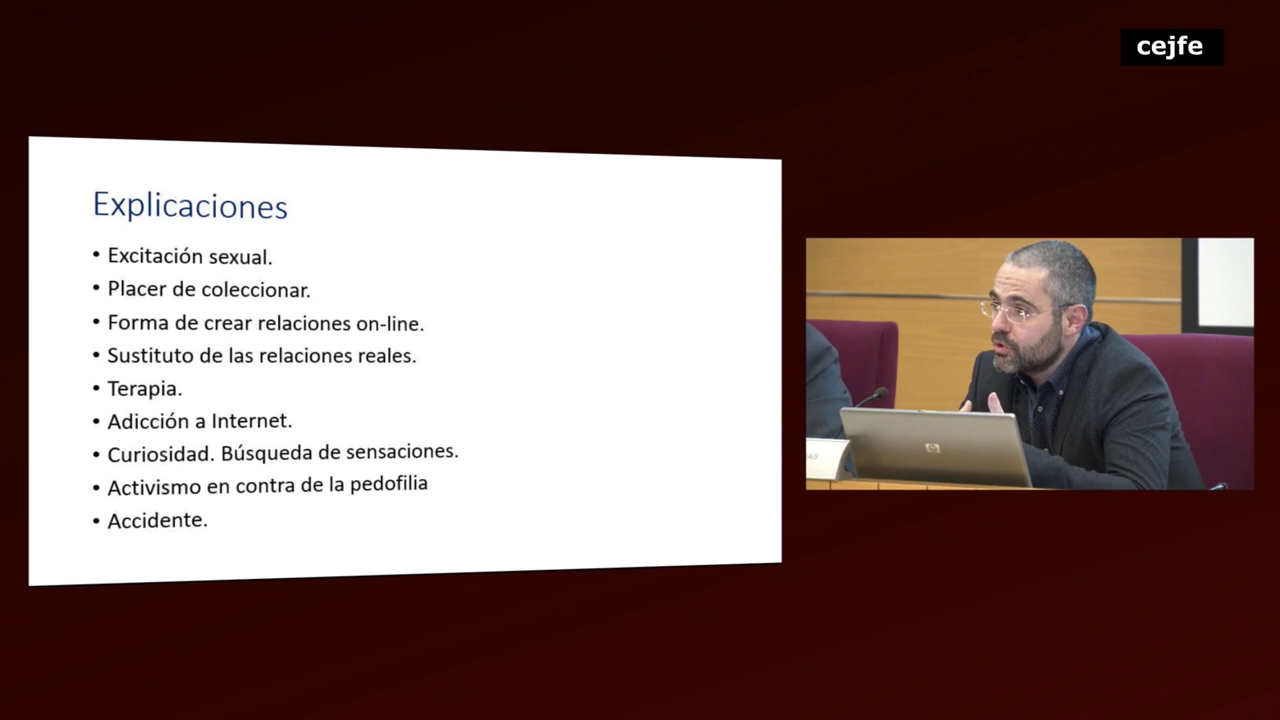 cejfe
Explicaciones
• Excitación sexual.
• Placer de coleccionar.
• Forma de crear relaciones on-line.
• Sustituto de las relaciones reales.
• Terapia.
• Adicción a Internet.
• Curiosidad. Búsqueda de sensaciones.
• Activismo en contra de la pedofilia
• Accidente.
hp